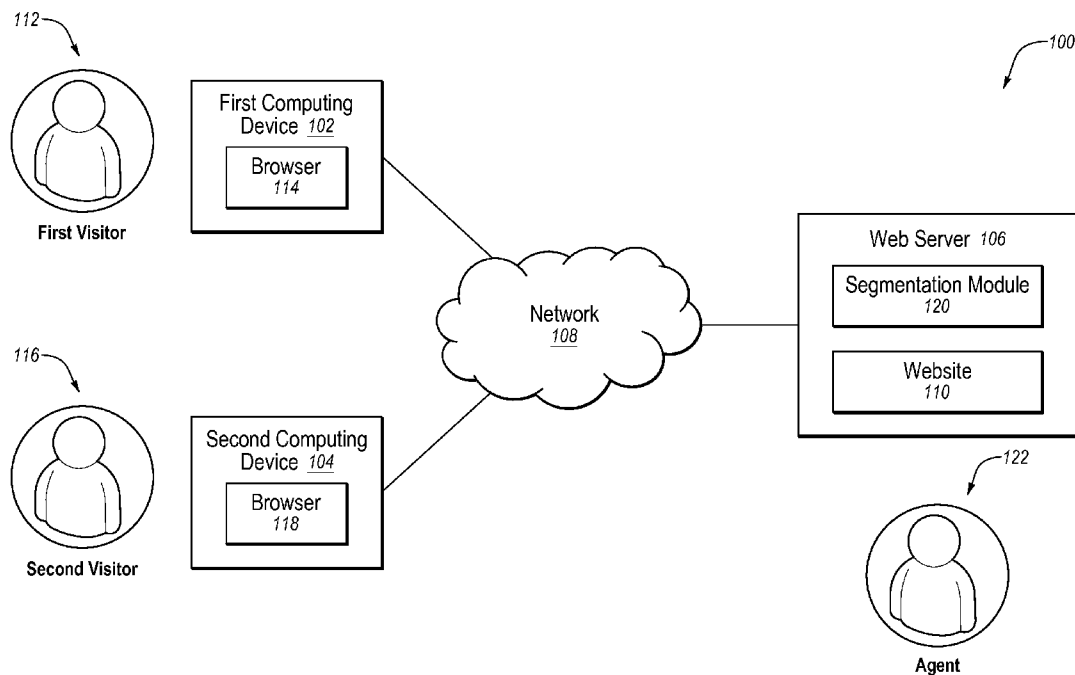 112
100
First Computing
Device 102
Browser
114
First Visitor
Web Server 106
Segmentation Module
120
Website
110
Network
108
116
Second Computing
Device 104
Browser
118
Second Visitor
122
Agent